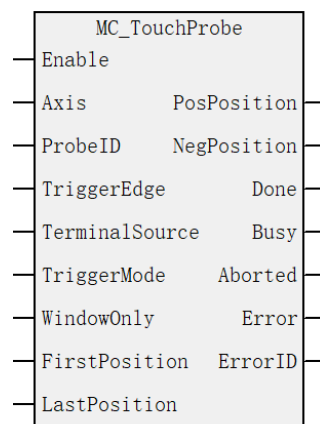 MC_TouchProbe
Enable
Axis PosPosition
ProbeID NegPosition
TriggerEdge Done
TerminalSource Busy
TriggerMode Aborted
WindowOnly Error
FirstPosition ErrorID
LastPosition